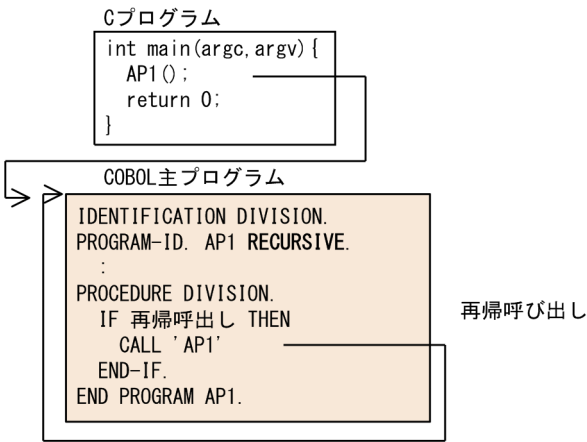 Cプログラム
int main(argc,argv){
AP1();
return 0;
}
COBOL主プログラム
IDENTIFICATION DIVISION.
PROGRAM-ID. AP1 RECURSIVE.
:
PROCEDURE DIVISION.
IF 再帰呼出し THEN
CALL 'AP1'
END-IF.
END PROGRAM AP1.
再帰呼び出し